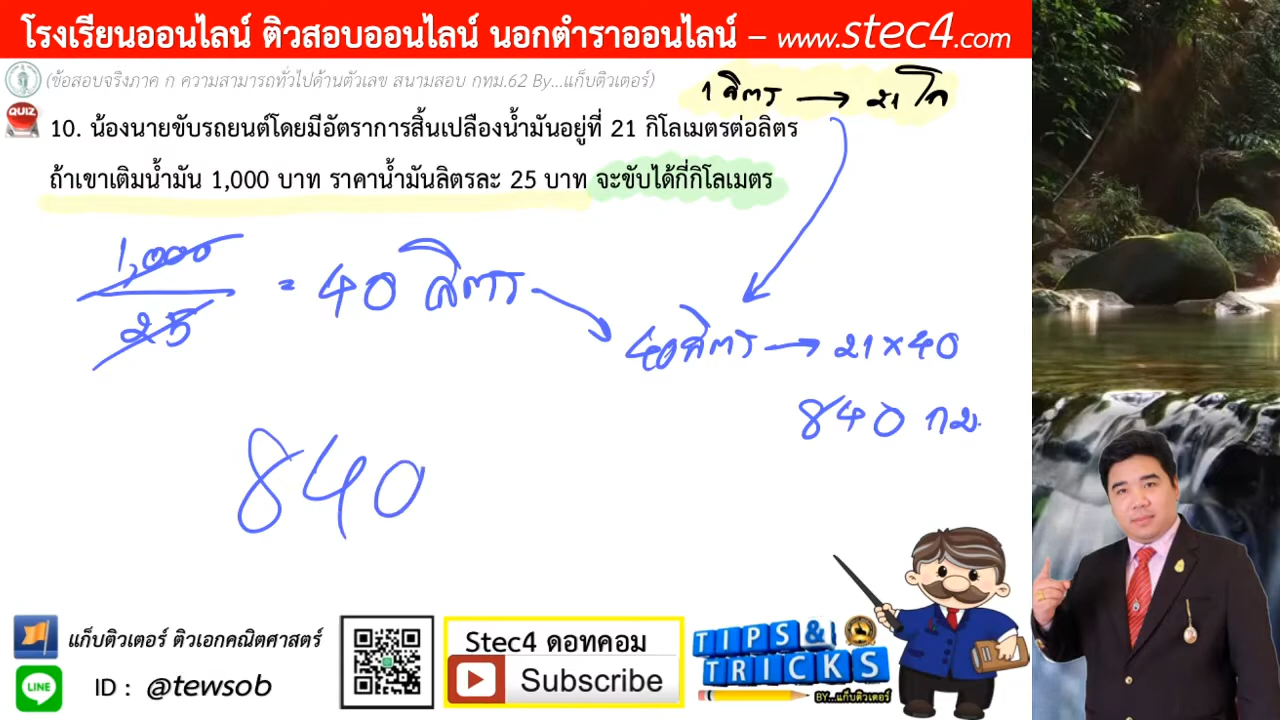 โรงเรียนออนไลน์ ติวสอบออนไลน์ นอกตำราออนไลน์ – www.stec4.com
(ข้อสอบจริงภาค ก ความสามารถทั่วไปด้านตัวเลข สนามสอบ กทม.62 By...แก็บติวเตอร์)
1 ลิตร → 21 โล
QUIZ
10. น้องนายขับรถยนต์โดยมีอัตราการสิ้นเปลืองน้ำมันอยู่ที่ 21 กิโลเมตรต่อลิตร
ถ้าเขาเติมน้ำมัน 1,000 บาท ราคาน้ำมันลิตรละ 25 บาท จะขับได้กี่กิโลเมตร
1,000
25
= 40 ลิตร
40 ลิตร → 21 × 40
840 กม.
840
แก็บติวเตอร์ ติวเอกคณิตศาสตร์
LINE
ID : @tewsob
Stec4 ดอทคอม
Subscribe
TIPS &
TRICKS
BY...แก็บติวเตอร์